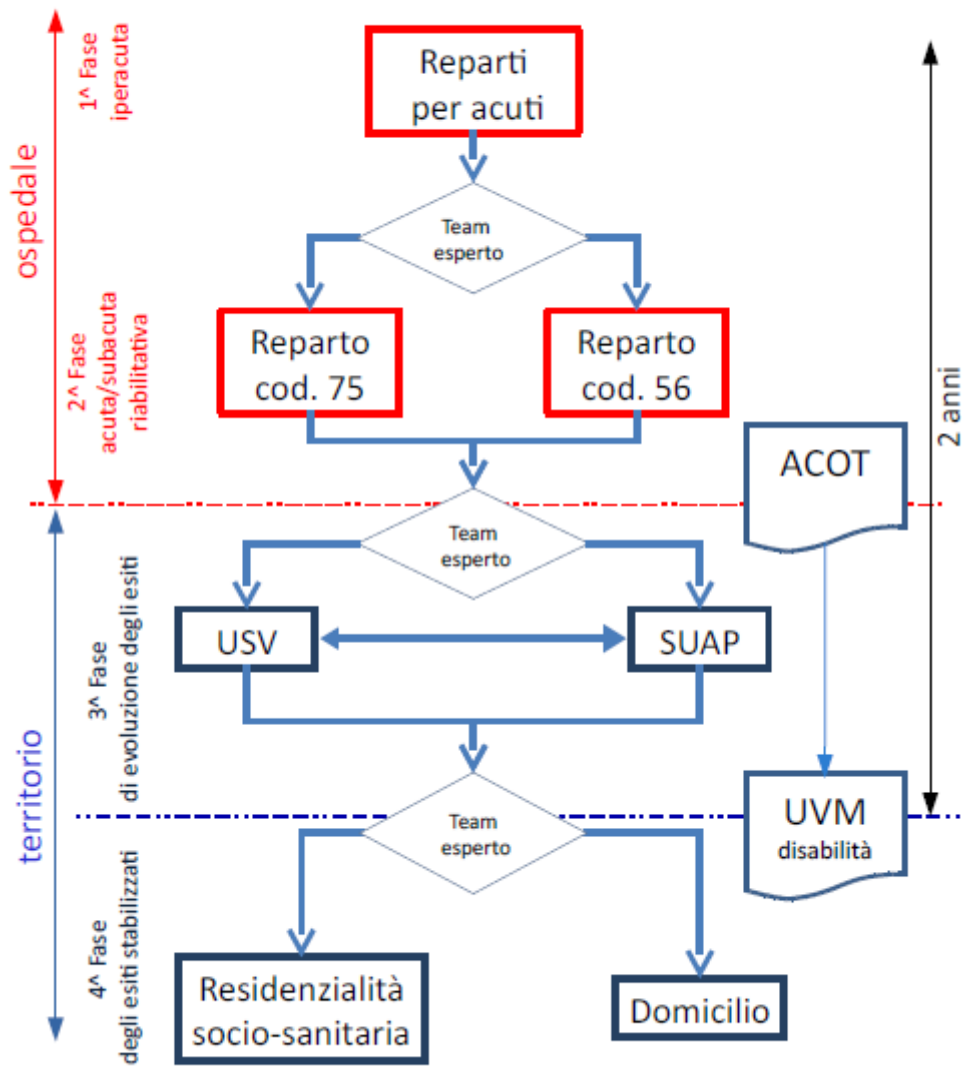 1^ Fase
iperacuta
Reparti
per acuti
ospedale
Team
esperto
2^ Fase
acuta/subacuta
riabilitativa
Reparto
cod. 75
Reparto
cod. 56
2 anni
ACOT
Team
esperto
3^ Fase
di evoluzione degli esiti
USV
SUAP
territorio
Team
esperto
UVM
disabilità
4^ Fase
degli esiti stabilizzati
Residenzialità
socio-sanitaria
Domicilio